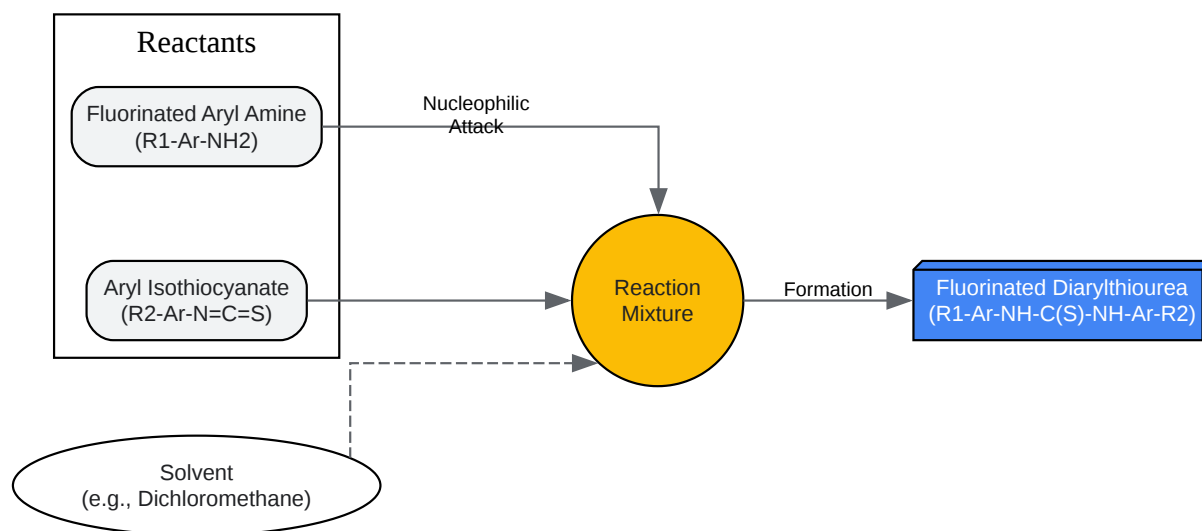 Reactants
Fluorinated Aryl Amine
(R1-Ar-NH2)
Nucleophilic
Attack
Aryl Isothiocyanate
(R2-Ar-N=C=S)
Reaction
Mixture
Formation
Fluorinated Diarylthiourea
(R1-Ar-NH-C(S)-NH-Ar-R2)
Solvent
(e.g., Dichloromethane)